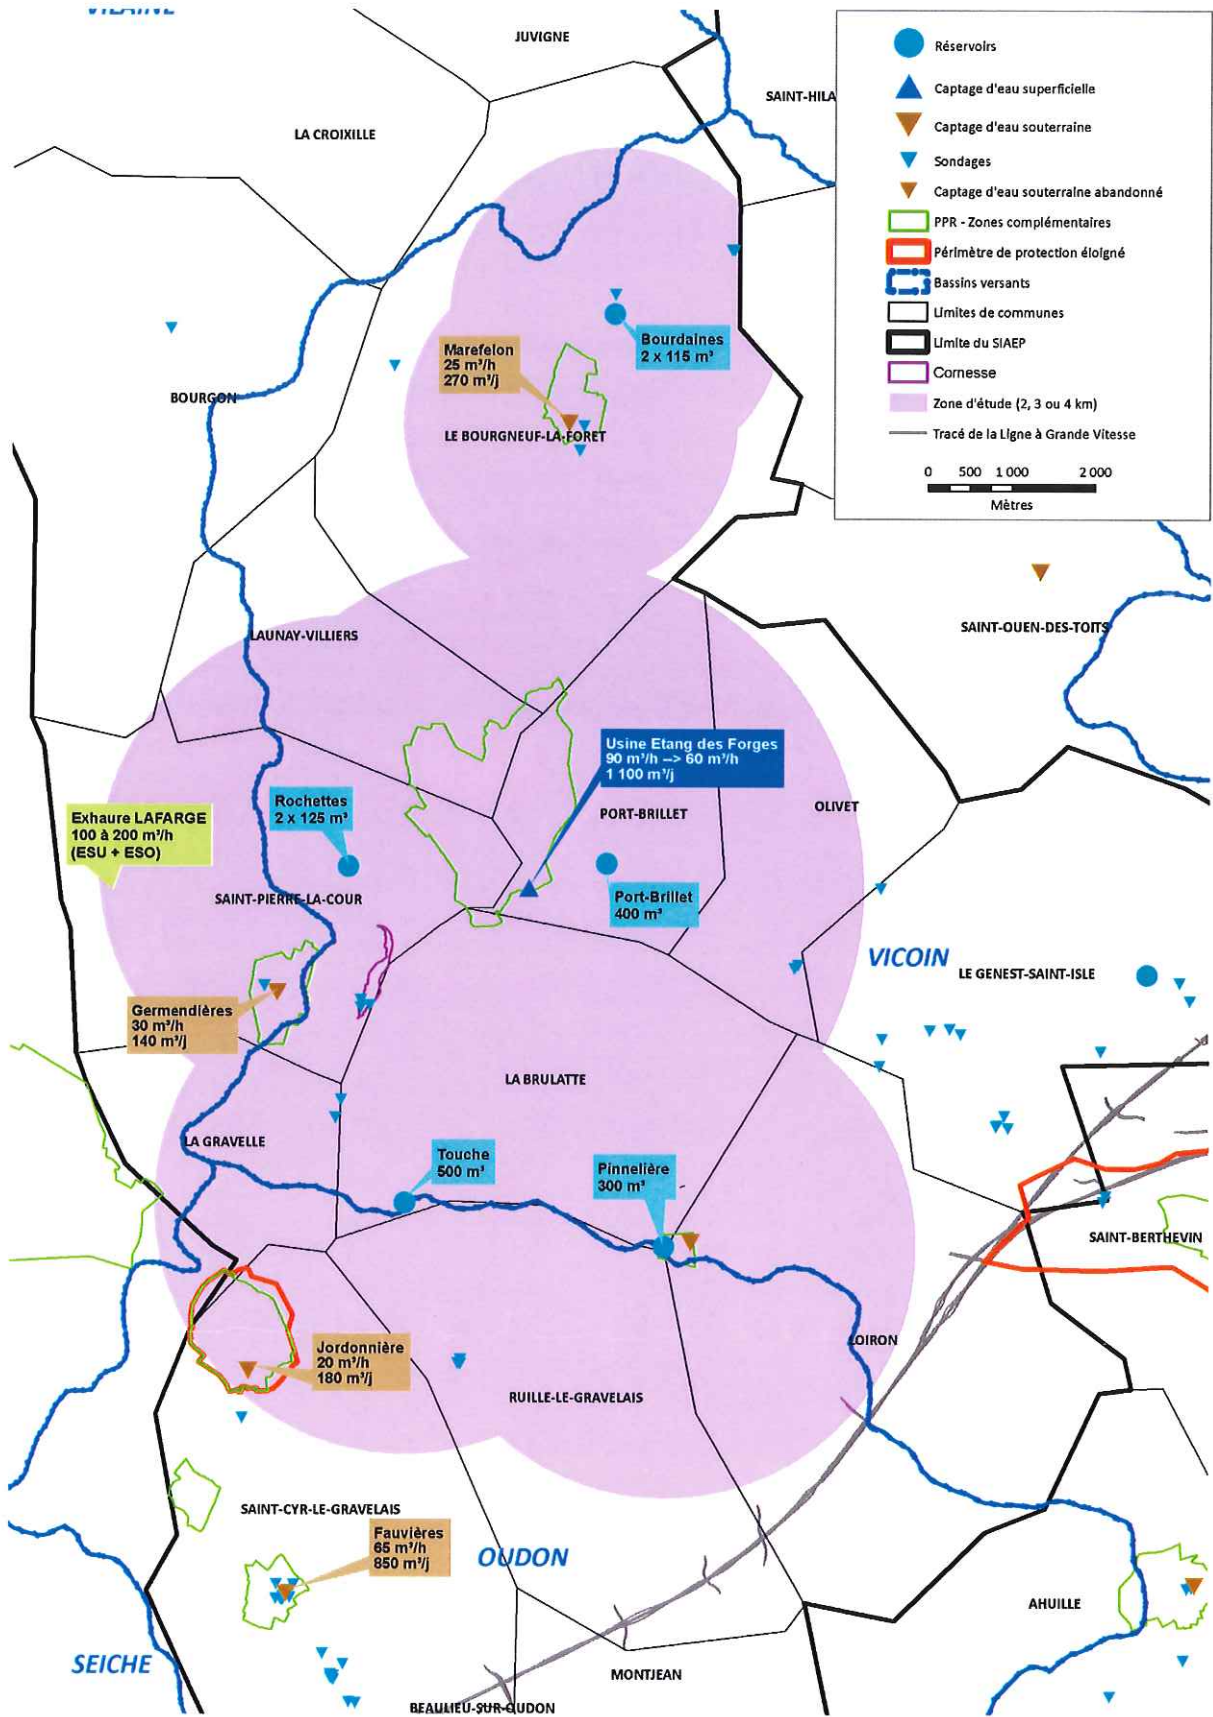 VILAINE
JUVIGNE
SAINT-HILA
LA CROIXILLE
Réservoirs
Captage d'eau superficielle
Captage d'eau souterraine
Sondages
Captage d'eau souterraine abandonné
PPR - Zones complémentaires
Périmètre de protection éloigné
Bassins versants
Limites de communes
Limite du SIAEP
Cornesse
Zone d'étude (2, 3 ou 4 km)
Tracé de la Ligne à Grande Vitesse
0 500 1 000 2 000
Mètres
Bourdaines
2 x 115 m³
Marefelon
25 m³/h
270 m³/j
BOURGON
LE BOURGNEUF-LA-FORET
SAINT-OUEN-DES-TOITS
LAUNAY-VILLIERS
Usine Etang des Forges
90 m³/h --> 60 m³/h
1 100 m³/j
Rochettes
2 x 125 m³
Exhaure LAFARGE
100 à 200 m³/h
(ESU + ESO)
PORT-BRILLET
OLIVET
SAINT-PIERRE-LA-COUR
Port-Brillet
400 m³
VICOIN
LE GENEST-SAINT-ISLE
Germendières
30 m³/h
140 m³/j
LA BRULATTE
LA GRAVELLE
Touche
500 m³
Pinnelière
300 m³
SAINT-BERTHEVIN
LOIRON
Jordonnière
20 m³/h
180 m³/j
RUILLE-LE-GRAVELAIS
SAINT-CYR-LE-GRAVELAIS
Fauvières
65 m³/h
850 m³/j
OUDON
AHUILLE
SEICHE
MONTJEAN
BEAULIEU-SUR-OUDON